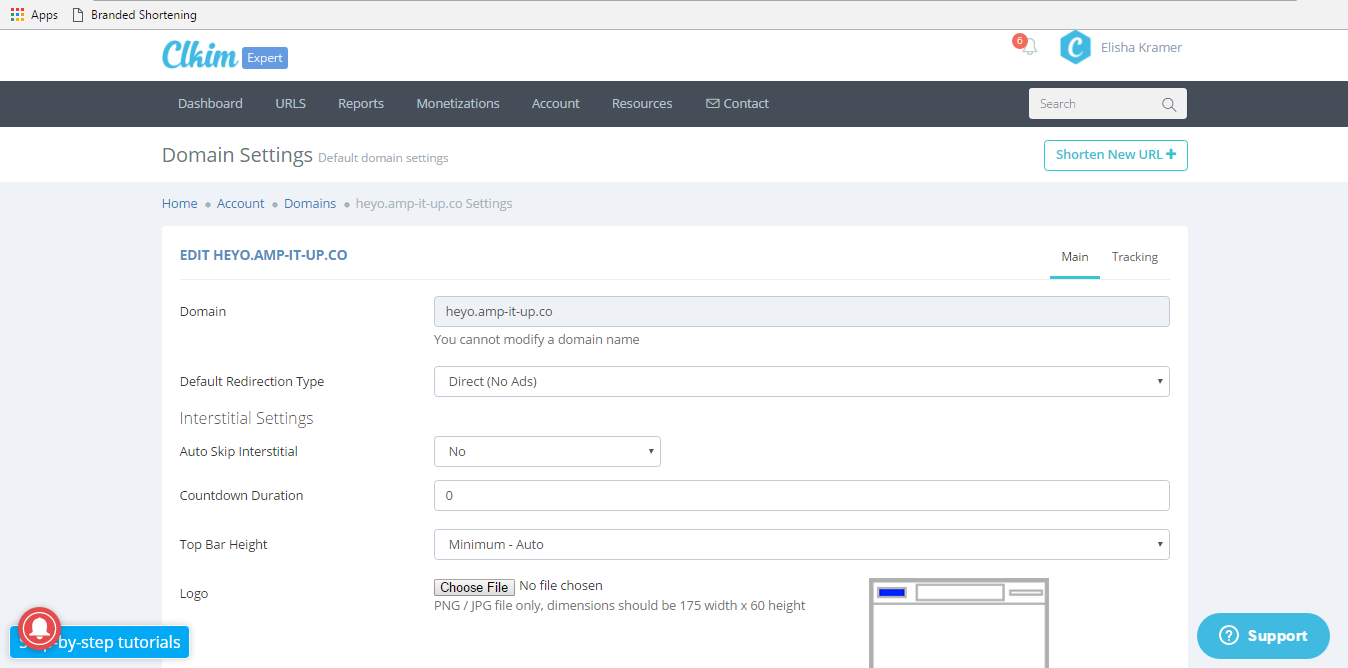 Apps Branded Shortening
Clkim Expert
6
Elisha Kramer
Dashboard URLS Reports Monetizations Account Resources Contact
Search
Domain Settings Default domain settings
Shorten New URL
Home Account Domains heyo.amp-it-up.co Settings
EDIT HEYO.AMP-IT-UP.CO
Main Tracking
Domain heyo.amp-it-up.co
You cannot modify a domain name
Default Redirection Type Direct (No Ads)
Interstitial Settings
Auto Skip Interstitial No
Countdown Duration 0
Top Bar Height Minimum - Auto
Logo Choose File No file chosen
PNG / JPG file only, dimensions should be 175 width x 60 height
-by-step tutorials
? Support